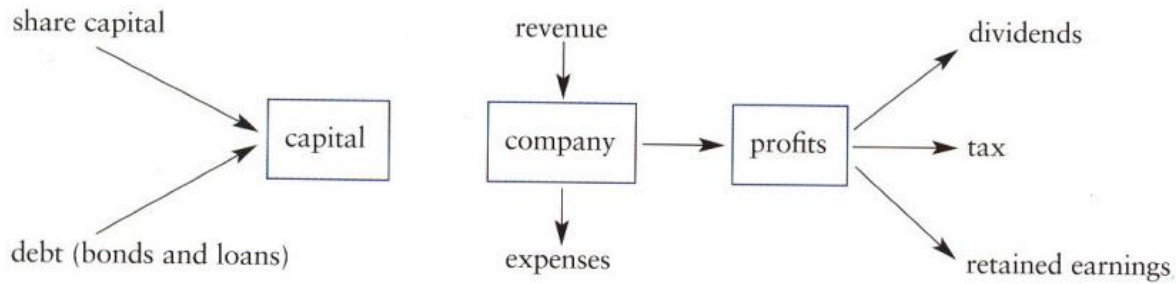 share capital
revenue
dividends
capital
company
profits
tax
debt (bonds and loans)
expenses
retained earnings